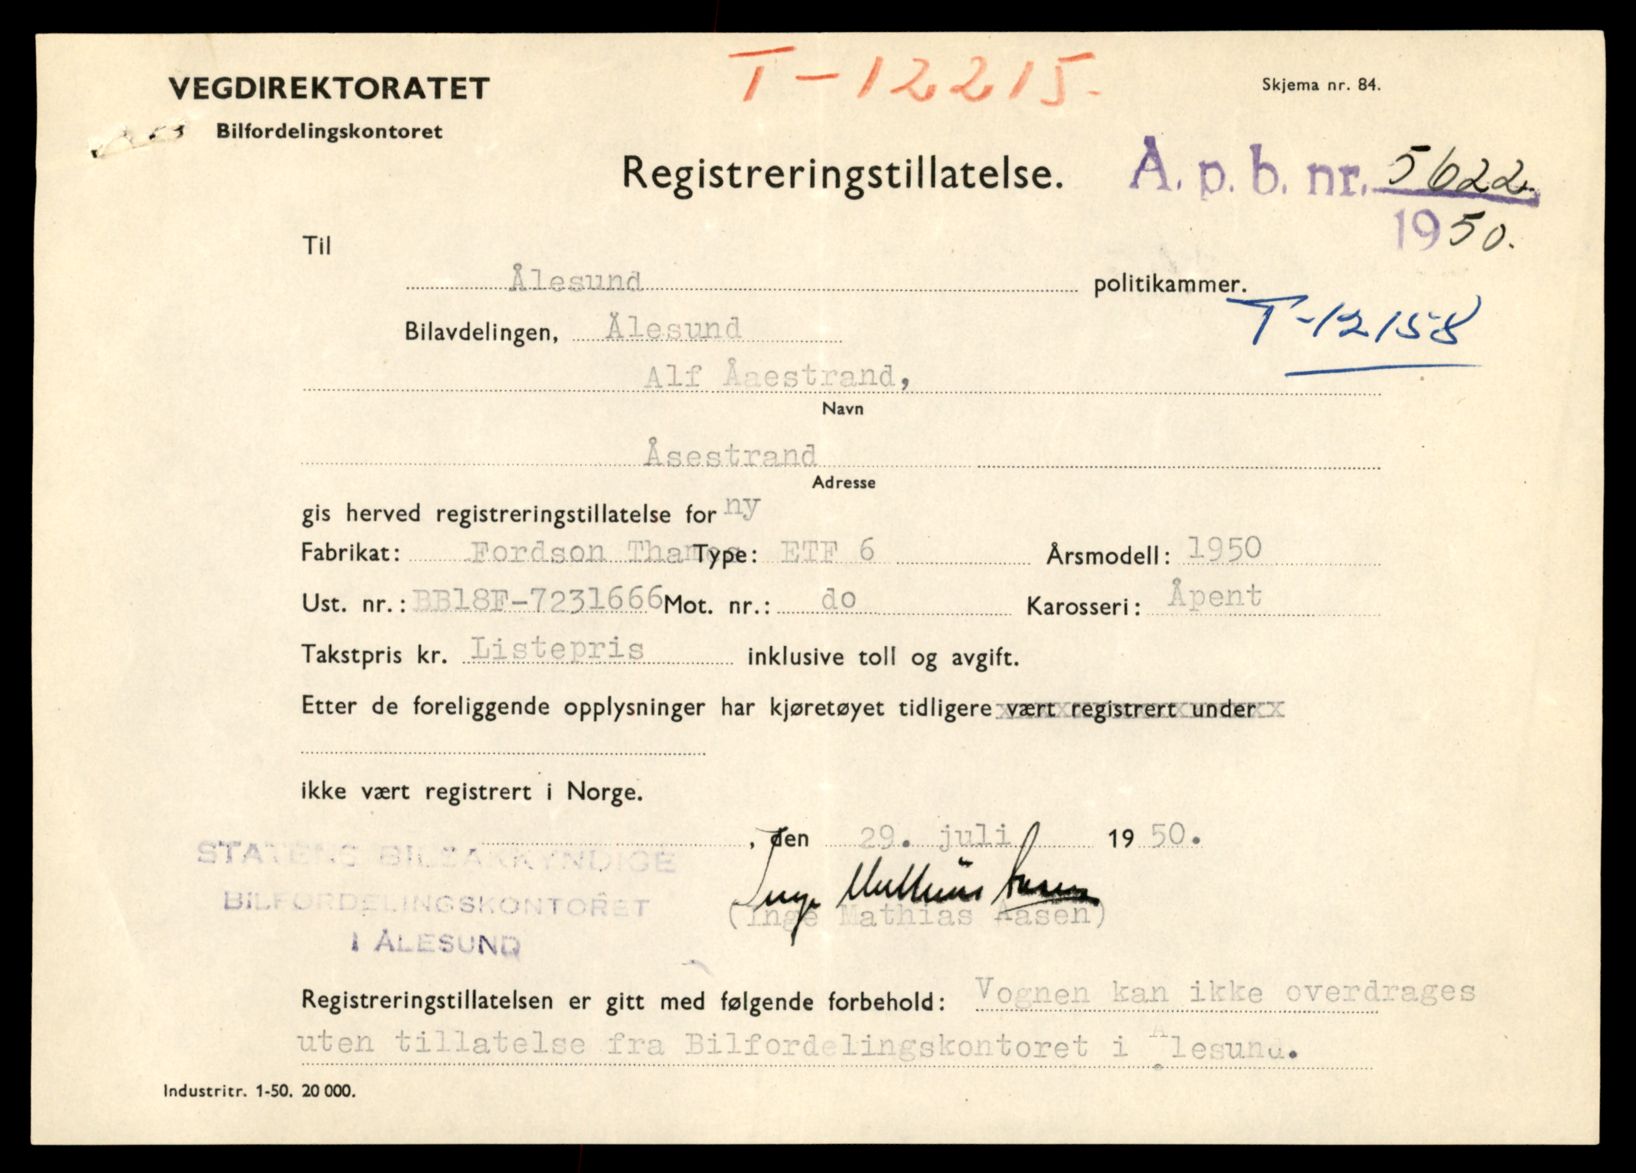 T-12215.
VEGDIREKTORATET
Skjema nr. 84.
Bilfordelingskontoret
Registreringstillatelse.
A. p. b. nr. 5622.
1950.
Til
Ålesund politikammer.
T-12158
Bilavdelingen, Ålesund
Alf Åaestrand,
Navn
Åsestrand
Adresse
gis herved registreringstillatelse for ny
Fabrikat: Fordson Thames Type: ETF 6 Årsmodell: 1950
Ust. nr.: BB18F-7231666 Mot. nr.: do Karosseri: Åpent
Takstpris kr. Listepris inklusive toll og avgift.
Etter de foreliggende opplysninger har kjøretøyet tidligere vært registrert under
ikke vært registrert i Norge.
, den 29. juli 1950.
STATENS BILSAKKYNDIGE
BILFORDELINGSKONTORET
I ÅLESUND
Inge Mathias Aasen
(Inge Mathias Aasen)
Registreringstillatelsen er gitt med følgende forbehold: Vognen kan ikke overdrages
uten tillatelse fra Bilfordelingskontoret i Ålesund.
Industritr. 1-50. 20 000.